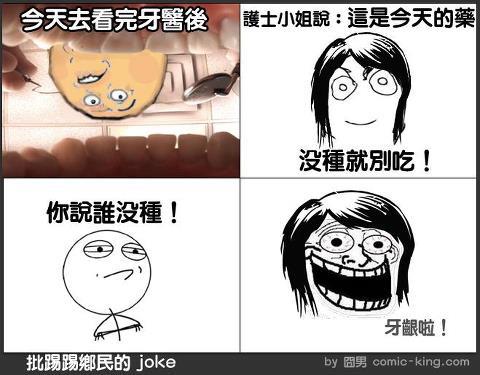 今天去看完牙醫後
護士小姐說：這是今天的藥
没種就別吃！
你說誰没種！
牙齦啦！
批踢踢鄉民的 joke
by 囧男 comic-king.com